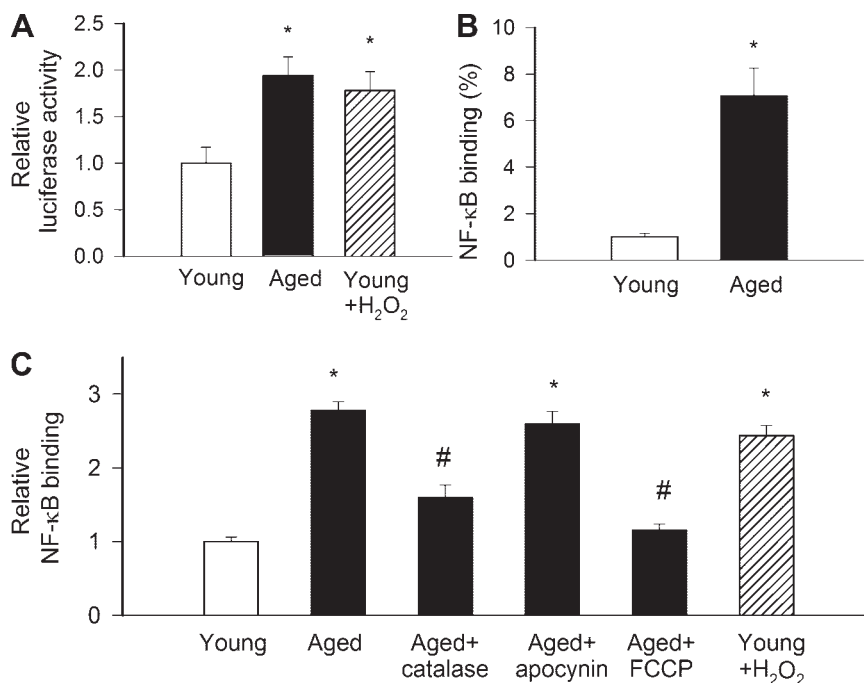 A
Relative
luciferase activity
2.5
2.0
1.5
1.0
0.5
0.0
*
*
Young
Aged
Young
+H₂O₂
B
NF-κB binding (%)
10
8
6
4
2
0
*
Young
Aged
C
Relative
NF-κB binding
3
2
1
0
*
#
*
#
*
Young
Aged
Aged+
catalase
Aged+
apocynin
Aged+
FCCP
Young
+H₂O₂